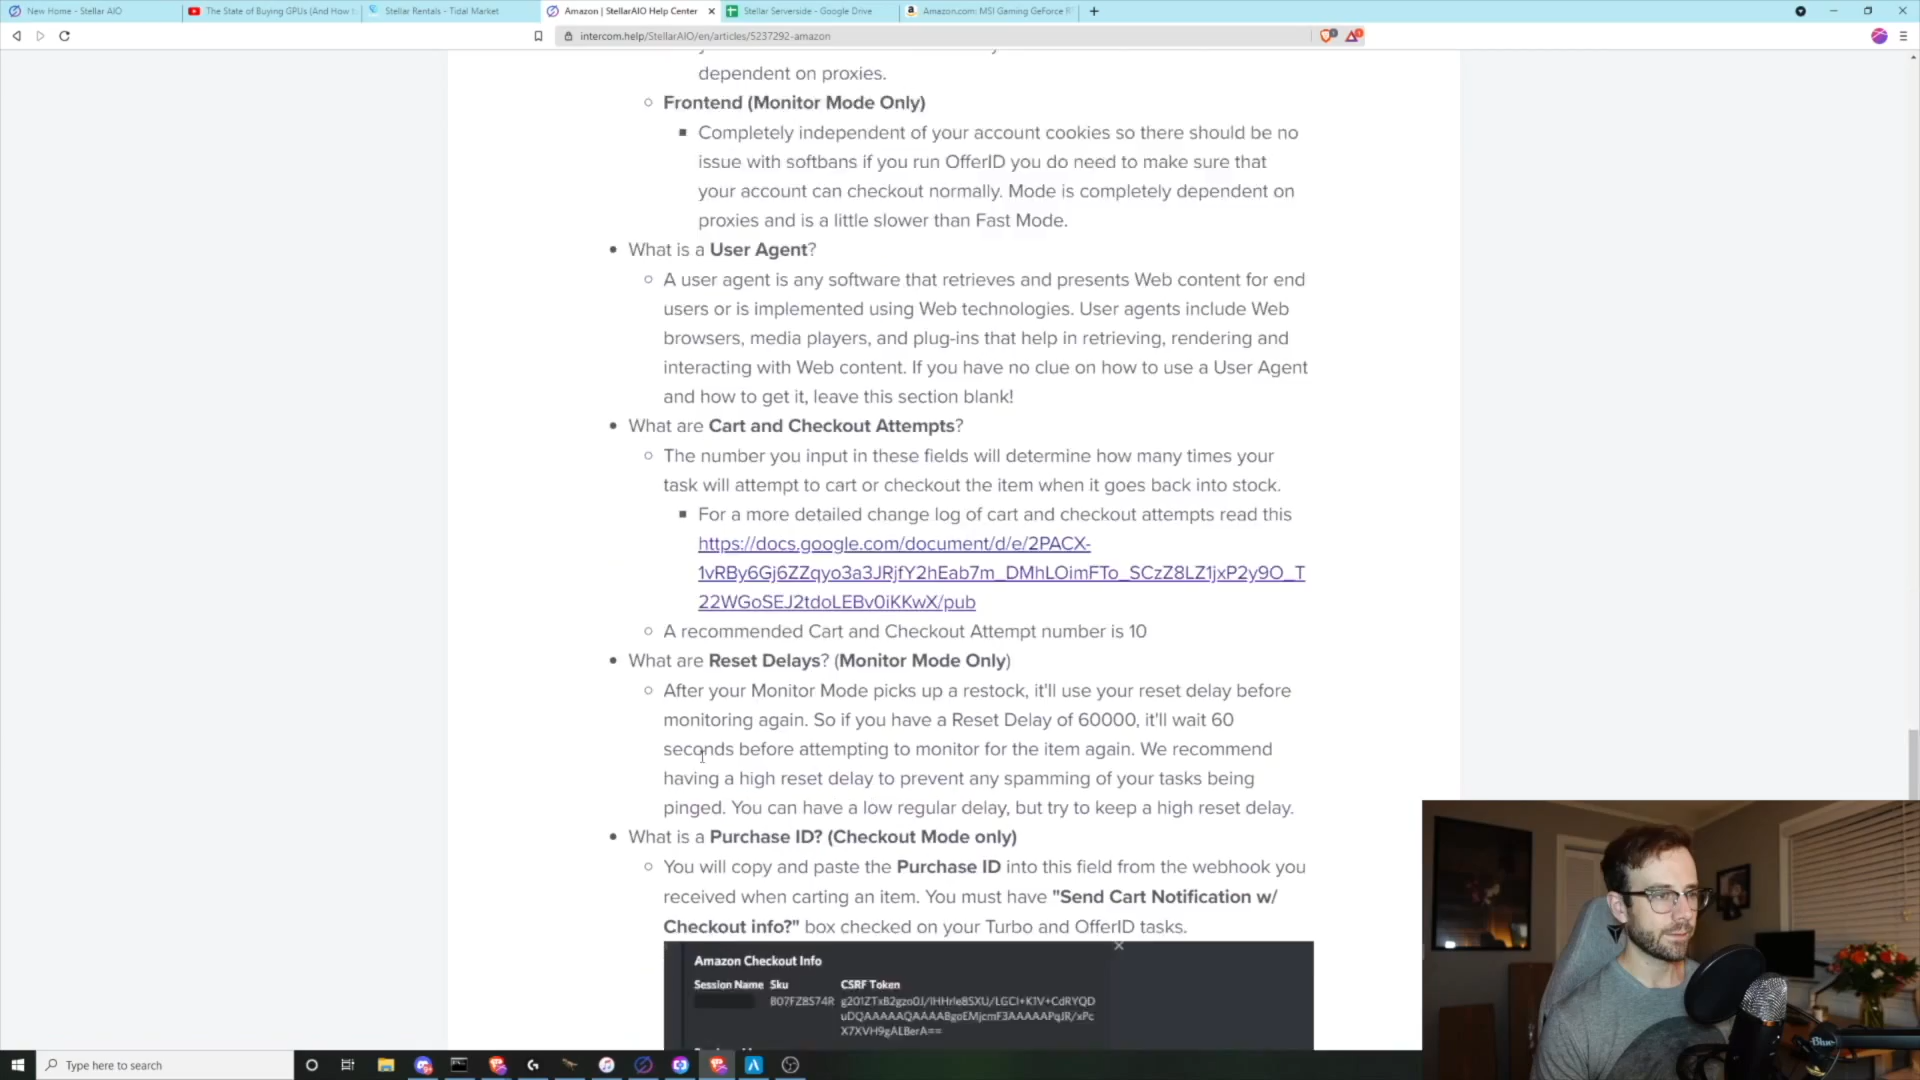 New Home - Stellar AIO
The State of Buying GPUs (And How t
Stellar Rentals - Tidal Market
Amazon | StellarAIO Help Center
Stellar Serverside - Google Drive
Amazon.com: MSI Gaming GeForce R
intercom.help/StellarAIO/en/articles/5237292-amazon
dependent on proxies.
Frontend (Monitor Mode Only)
Completely independent of your account cookies so there should be no
issue with softbans if you run OfferID you do need to make sure that
your account can checkout normally. Mode is completely dependent on
proxies and is a little slower than Fast Mode.
What is a User Agent?
A user agent is any software that retrieves and presents Web content for end
users or is implemented using Web technologies. User agents include Web
browsers, media players, and plug-ins that help in retrieving, rendering and
interacting with Web content. If you have no clue on how to use a User Agent
and how to get it, leave this section blank!
What are Cart and Checkout Attempts?
The number you input in these fields will determine how many times your
task will attempt to cart or checkout the item when it goes back into stock.
For a more detailed change log of cart and checkout attempts read this
https://docs.google.com/document/d/e/2PACX-
1vRBy6Gj6ZZqyo3a3JRjfY2hEab7m_DMhLOimFTo_SCzZ8LZ1jxP2y9O_T
22WGoSEJ2tdoLEBv0iKKwX/pub
A recommended Cart and Checkout Attempt number is 10
What are Reset Delays? (Monitor Mode Only)
After your Monitor Mode picks up a restock, it'll use your reset delay before
monitoring again. So if you have a Reset Delay of 60000, it'll wait 60
seconds before attempting to monitor for the item again. We recommend
having a high reset delay to prevent any spamming of your tasks being
pinged. You can have a low regular delay, but try to keep a high reset delay.
What is a Purchase ID? (Checkout Mode only)
You will copy and paste the Purchase ID into this field from the webhook you
received when carting an item. You must have "Send Cart Notification w/
Checkout info?" box checked on your Turbo and OfferID tasks.
Amazon Checkout Info
Session Name Sku CSRF Token
B07FZ8S74R
X7XVH9gALBerA==
Blue
Type here to search